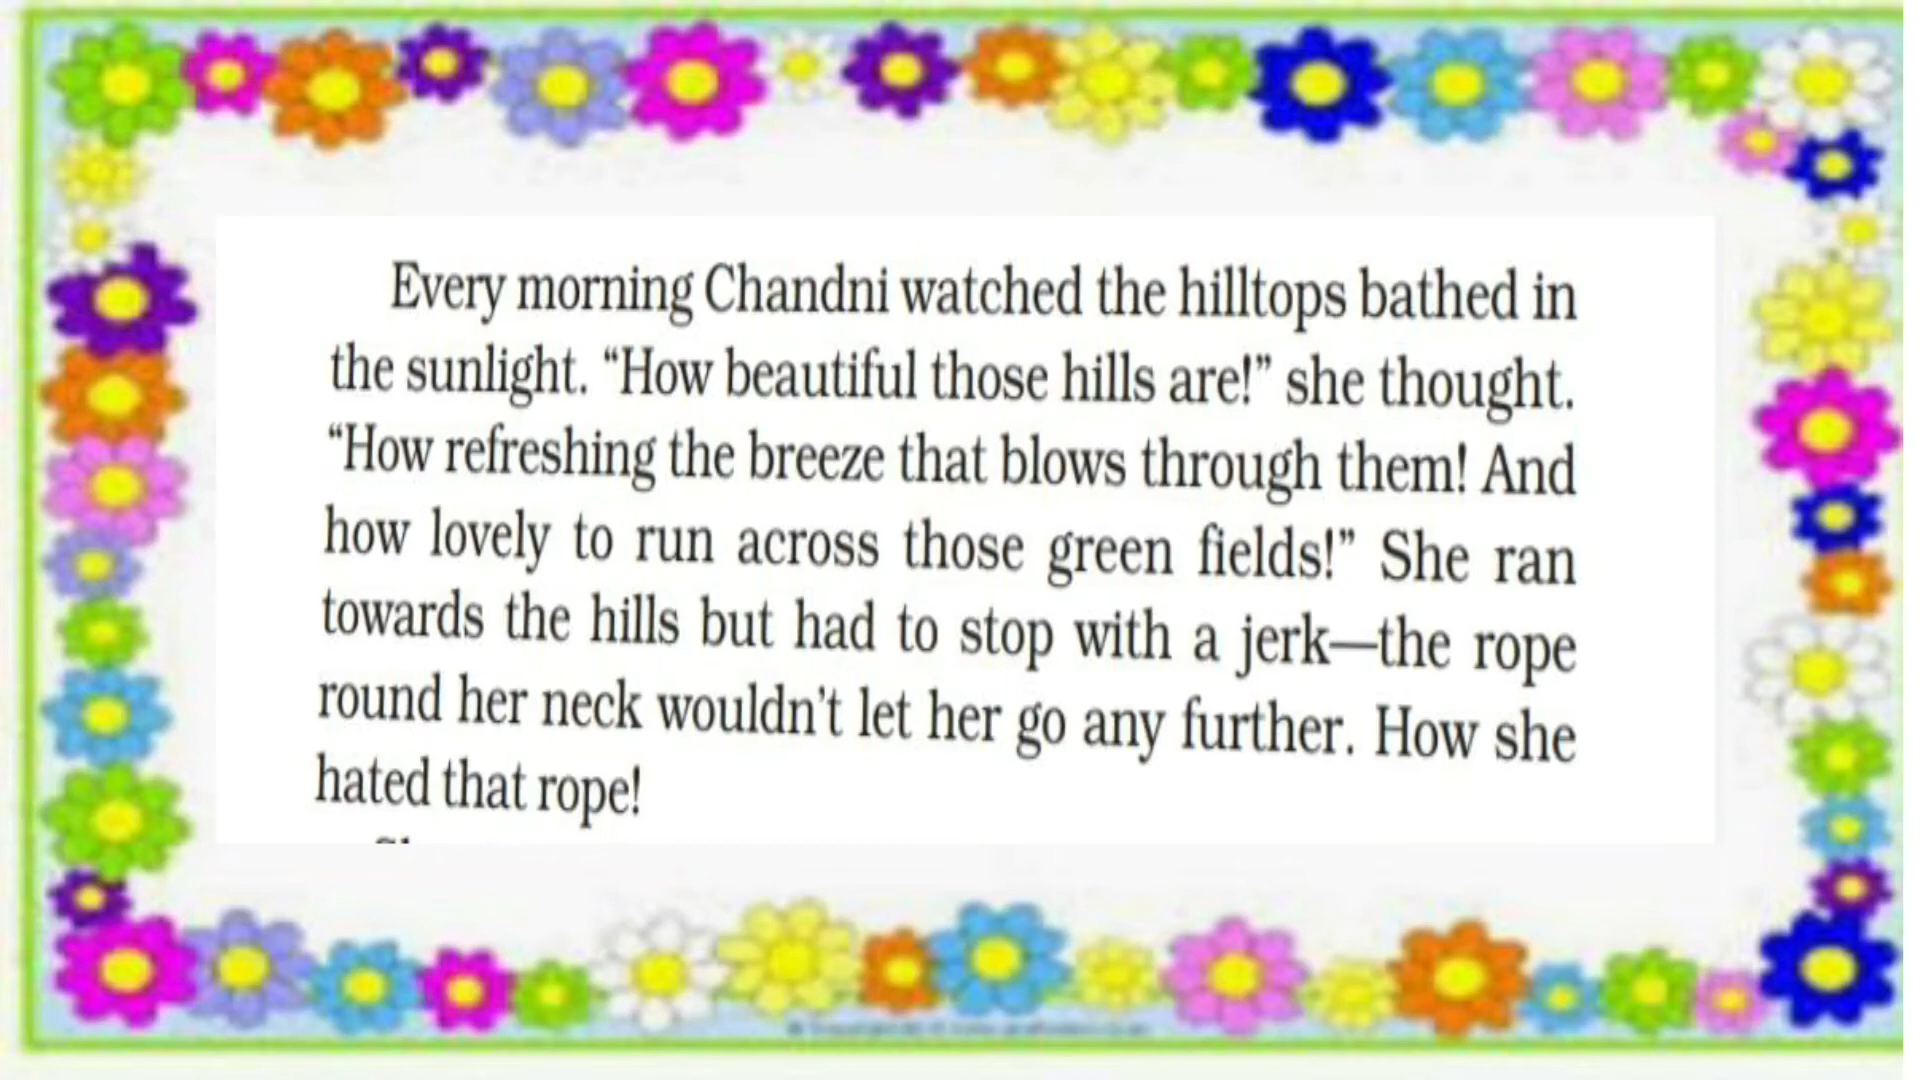 Every morning Chandni watched the hilltops bathed in
the sunlight. “How beautiful those hills are!” she thought.
“How refreshing the breeze that blows through them! And
how lovely to run across those green fields!” She ran
towards the hills but had to stop with a jerk—the rope
round her neck wouldn’t let her go any further. How she
hated that rope!